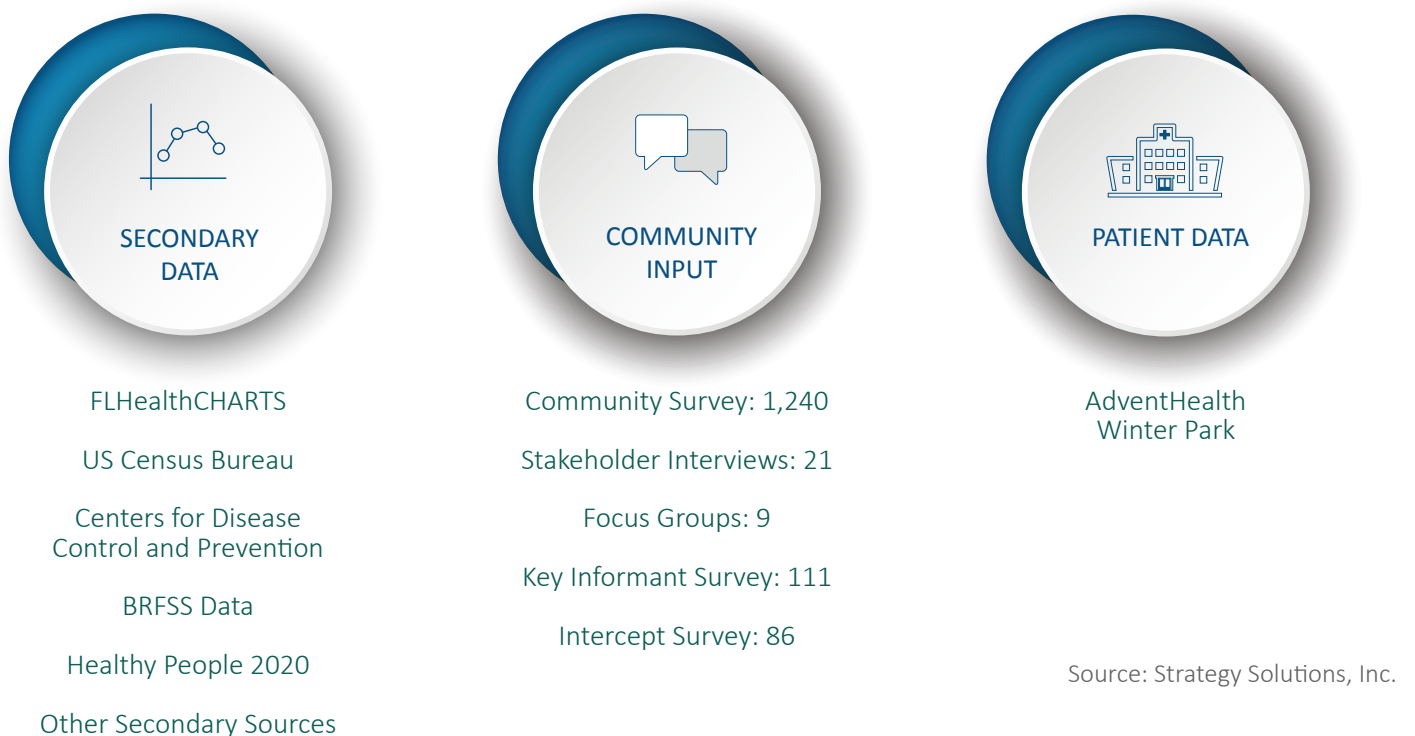 SECONDARY
DATA
FLHealthCHARTS
US Census Bureau
Centers for Disease
Control and Prevention
BRFSS Data
Healthy People 2020
Other Secondary Sources
COMMUNITY
INPUT
Community Survey: 1,240
Stakeholder Interviews: 21
Focus Groups: 9
Key Informant Survey: 111
Intercept Survey: 86
PATIENT DATA
AdventHealth
Winter Park
Source: Strategy Solutions, Inc.